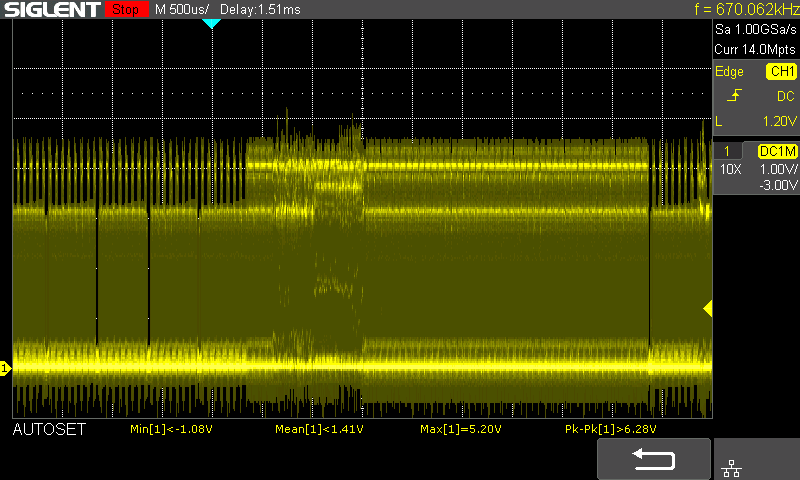 SIGLENT Stop M 500us/ Delay:1.51ms f = 670.062kHz
Sa 1.00GSa/s
Curr 14.0Mpts
Edge CH1
DC
L 1.20V
1 DC1M
10X 1.00V/
-3.00V
1
AUTOSET Min[1]<-1.08V Mean[1]<1.41V Max[1]=5.20V Pk-Pk[1]>6.28V